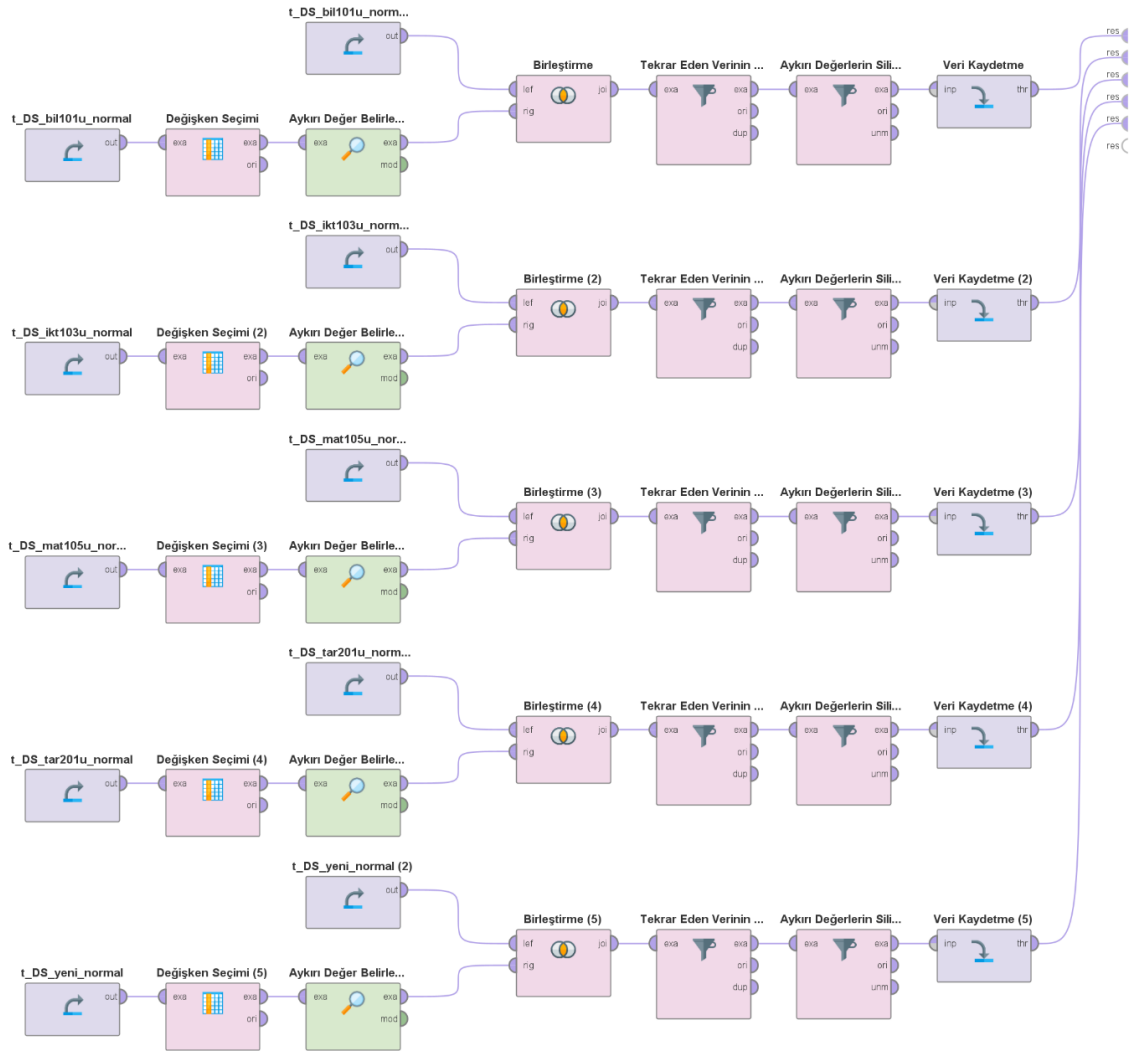 t_DS_bil101u_norm...
out
res
res
res
res
res
res
Birleştirme
lef
joi
rig
Tekrar Eden Verinin ...
exa
exa
ori
dup
Aykırı Değerlerin Sili...
exa
exa
ori
unm
Veri Kaydetme
inp
thr
t_DS_bil101u_normal
out
Değişken Seçimi
exa
exa
ori
Aykırı Değer Belirle...
exa
exa
mod
t_DS_ikt103u_norm...
out
Birleştirme (2)
lef
joi
rig
Tekrar Eden Verinin ...
exa
exa
ori
dup
Aykırı Değerlerin Sili...
exa
exa
ori
unm
Veri Kaydetme (2)
inp
thr
t_DS_ikt103u_normal
out
Değişken Seçimi (2)
exa
exa
ori
Aykırı Değer Belirle...
exa
exa
mod
t_DS_mat105u_nor...
out
Birleştirme (3)
lef
joi
rig
Tekrar Eden Verinin ...
exa
exa
ori
dup
Aykırı Değerlerin Sili...
exa
exa
ori
unm
Veri Kaydetme (3)
inp
thr
t_DS_mat105u_nor...
out
Değişken Seçimi (3)
exa
exa
ori
Aykırı Değer Belirle...
exa
exa
mod
t_DS_tar201u_norm...
out
Birleştirme (4)
lef
joi
rig
Tekrar Eden Verinin ...
exa
exa
ori
dup
Aykırı Değerlerin Sili...
exa
exa
ori
unm
Veri Kaydetme (4)
inp
thr
t_DS_tar201u_normal
out
Değişken Seçimi (4)
exa
exa
ori
Aykırı Değer Belirle...
exa
exa
mod
t_DS_yeni_normal (2)
out
Birleştirme (5)
lef
joi
rig
Tekrar Eden Verinin ...
exa
exa
ori
dup
Aykırı Değerlerin Sili...
exa
exa
ori
unm
Veri Kaydetme (5)
inp
thr
t_DS_yeni_normal
out
Değişken Seçimi (5)
exa
exa
ori
Aykırı Değer Belirle...
exa
exa
mod